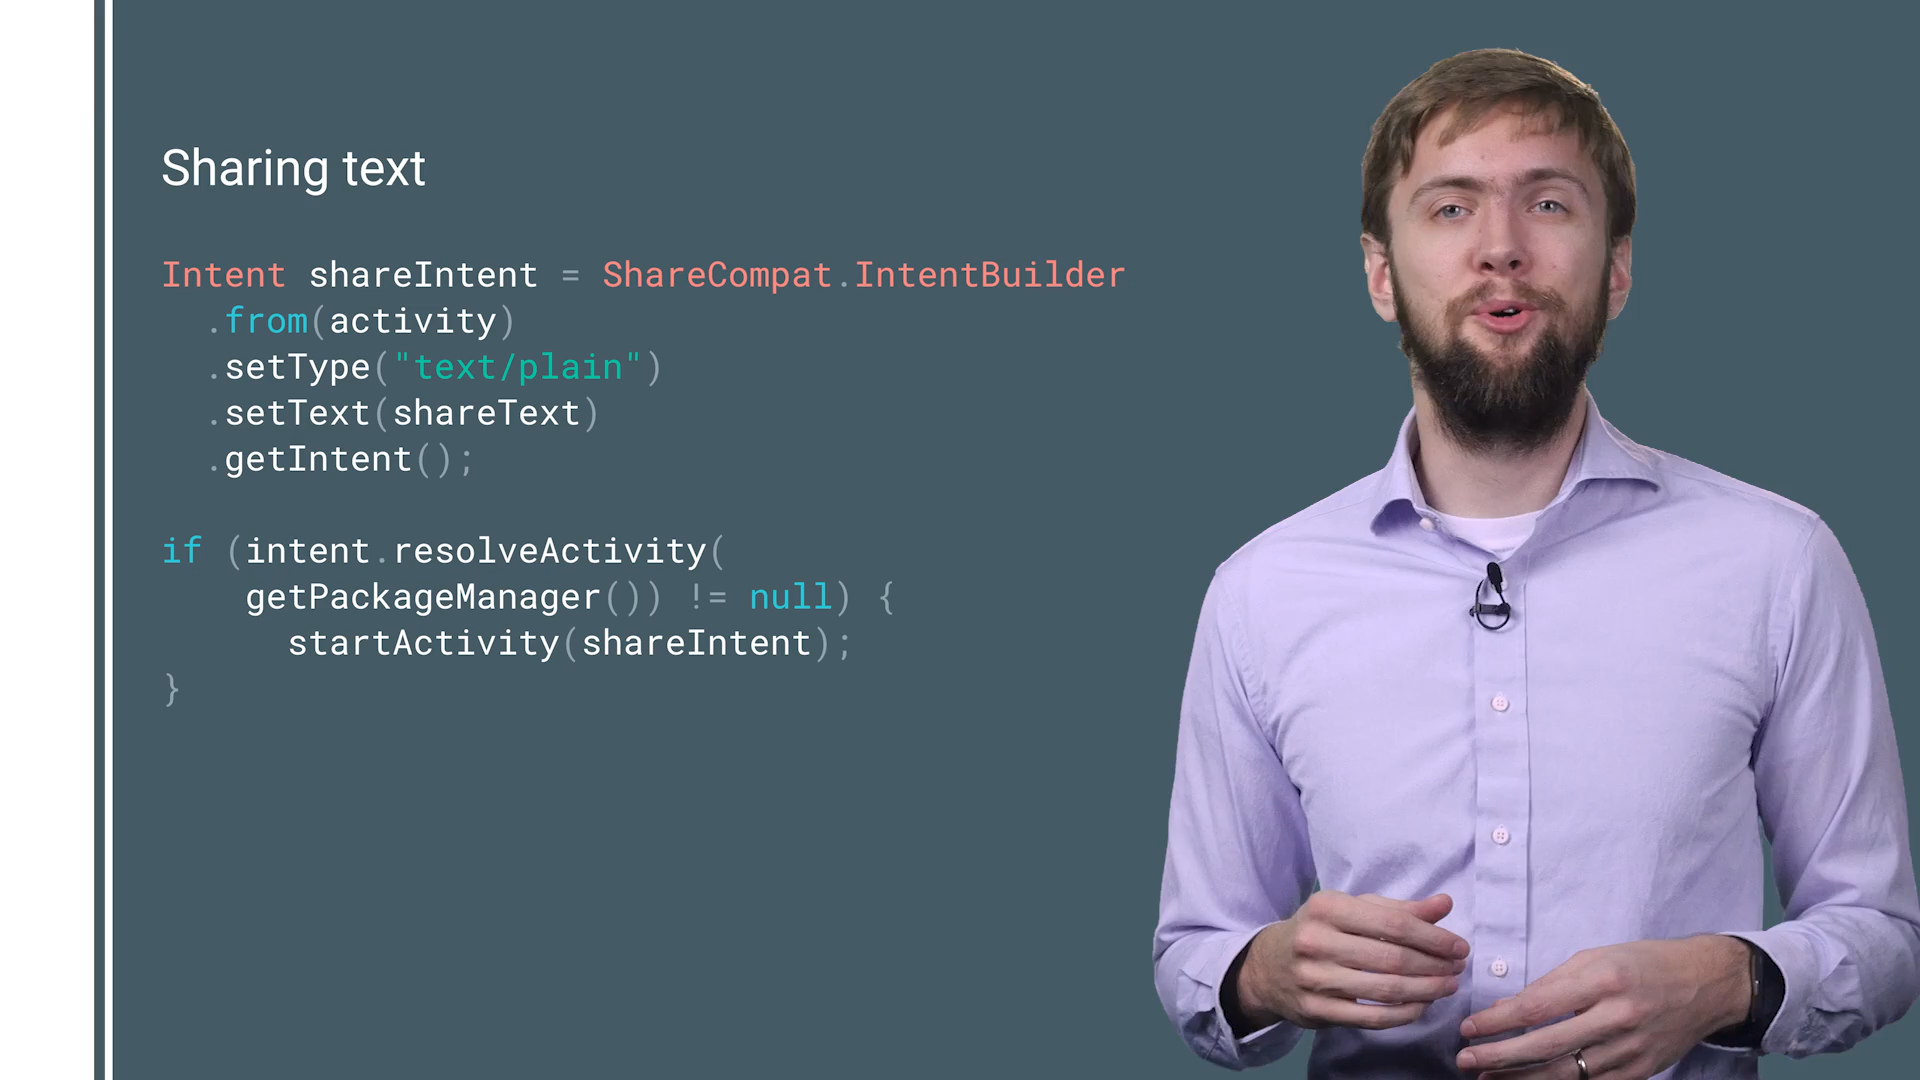 Sharing text
Intent shareIntent = ShareCompat.IntentBuilder
.from(activity)
.setType("text/plain")
.setText(shareText)
.getIntent();
if (intent.resolveActivity(
getPackageManager()) != null) {
startActivity(shareIntent);
}